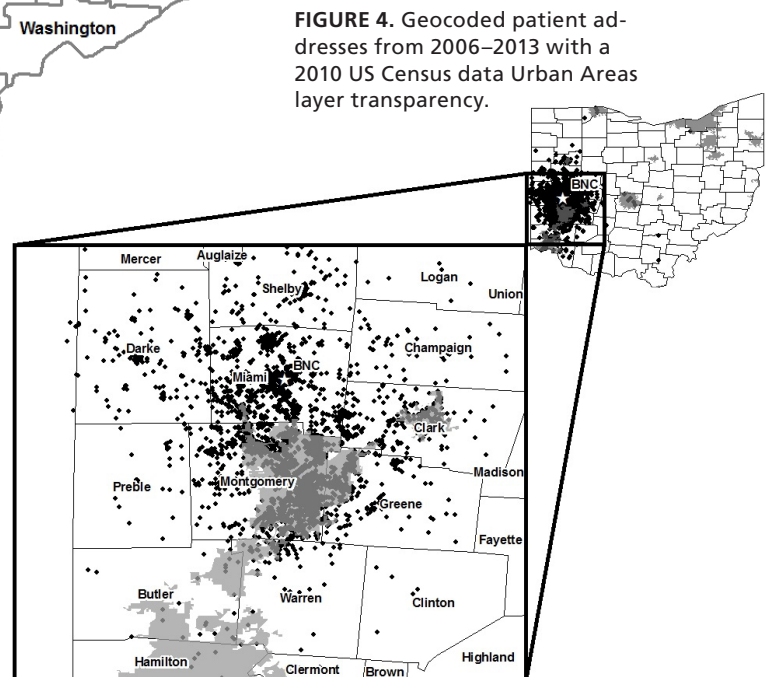 Washington
FIGURE 4. Geocoded patient ad-
dresses from 2006–2013 with a
2010 US Census data Urban Areas
layer transparency.
BNC
Mercer
Auglaize
Shelby
Logan
Union
Darke
Champaign
BNC
Miami
Clark
Madison
Preble
Montgomery
Greene
Fayette
Butler
Warren
Clinton
Hamilton
Clermont
Brown
Highland